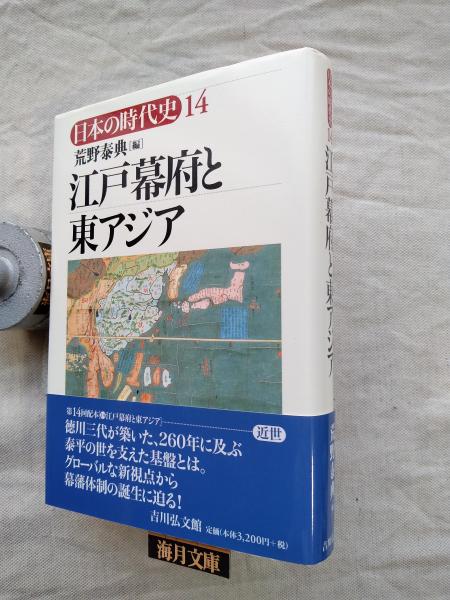 日本の時代史14
荒野泰典[編]
江戸幕府と
東アジア
第14回配本⓮『江戸幕府と東アジア』
近世
徳川三代が築いた、260年に及ぶ
泰平の世を支えた基盤とは。
グローバルな新視点から
幕藩体制の誕生に迫る!
吉川弘文館
定価(本体3,200円+税)
江戸幕府と東アジア
海月文庫